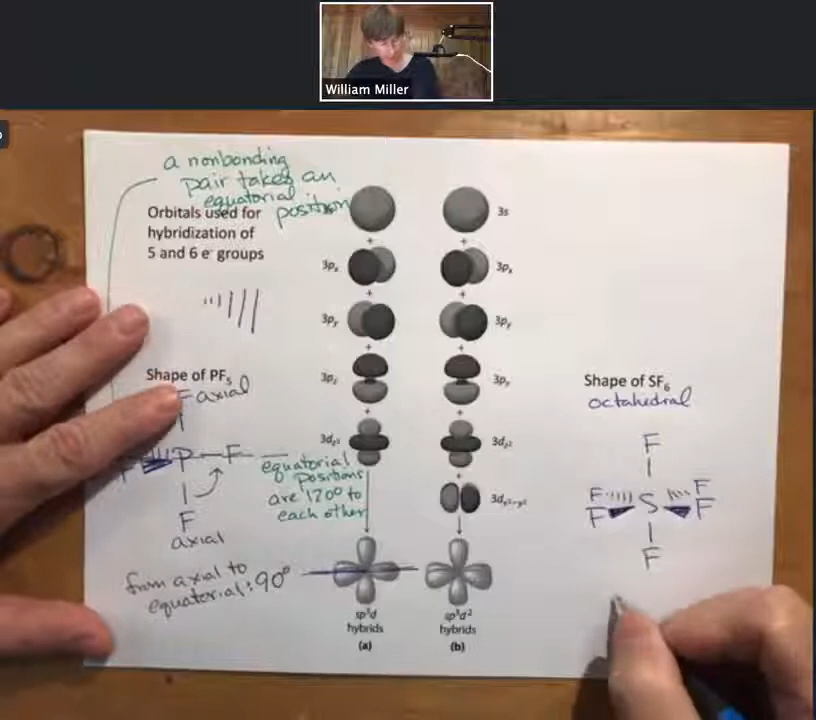 William Miller
a nonbonding
pair takes an
equatorial
position
Orbitals used for
hybridization of
5 and 6 e⁻ groups
3s
+
+
3pₓ
3pₓ
+
+
3pᵧ
3pᵧ
+
+
3p_z
3pᵧ
+
+
3d_z²
3d_z²
+
3d_x²-y²
sp³d
hybrids
(a)
sp³d²
hybrids
(b)
Shape of PF₅
F axial
P—F
F
axial
equatorial
positions
are 120° to
each other
from axial to
equatorial: 90°
Shape of SF₆
octahedral
F
F S F
F F
F